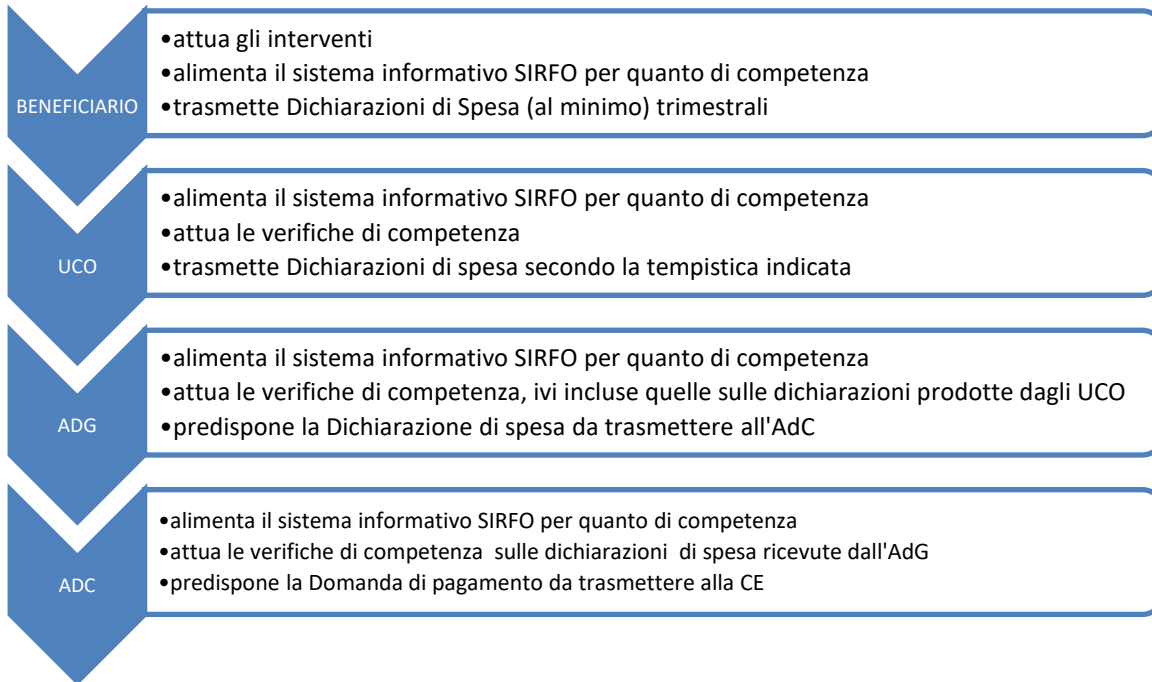 BENEFICIARIO
•attua gli interventi
•alimenta il sistema informativo SIRFO per quanto di competenza
•trasmette Dichiarazioni di Spesa (al minimo) trimestrali
UCO
•alimenta il sistema informativo SIRFO per quanto di competenza
•attua le verifiche di competenza
•trasmette Dichiarazioni di spesa secondo la tempistica indicata
ADG
•alimenta il sistema informativo SIRFO per quanto di competenza
•attua le verifiche di competenza, ivi incluse quelle sulle dichiarazioni prodotte dagli UCO
•predispone la Dichiarazione di spesa da trasmettere all'AdC
ADC
•alimenta il sistema informativo SIRFO per quanto di competenza
•attua le verifiche di competenza  sulle dichiarazioni  di spesa ricevute dall'AdG
•predispone la Domanda di pagamento da trasmettere alla CE